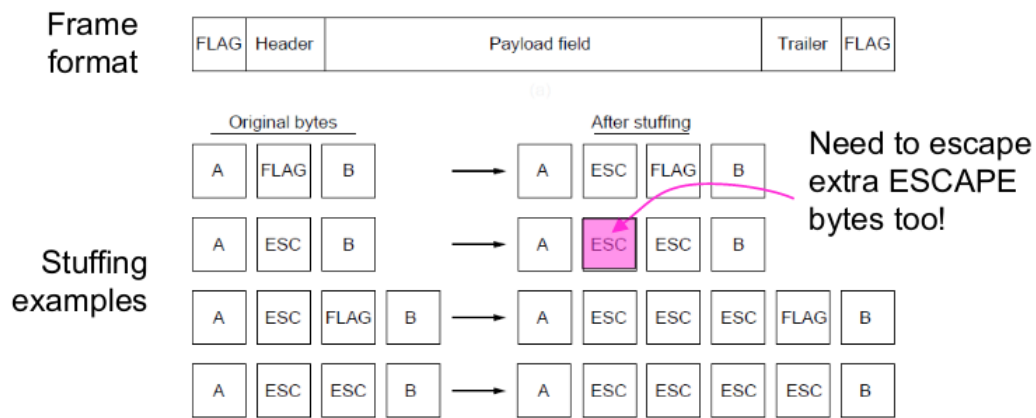 Frame
format
FLAG Header Payload field Trailer FLAG
(a)
Original bytes After stuffing
A FLAG B A ESC FLAG B
Need to escape
extra ESCAPE
bytes too!
A ESC B A ESC ESC B
Stuffing
examples
A ESC FLAG B A ESC ESC ESC FLAG B
A ESC ESC B A ESC ESC ESC ESC B